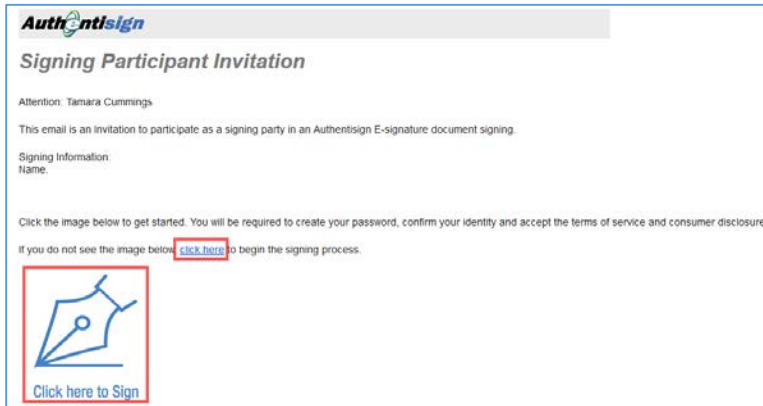 Authentisign
Signing Participant Invitation
Attention: Tamara Cummings
This email is an invitation to participate as a signing party in an Authentisign E-signature document signing.
Signing Information:
Name.
Click the image below to get started. You will be required to create your password, confirm your identity and accept the terms of service and consumer disclosure
If you do not see the image below, click here to begin the signing process.
Click here to Sign